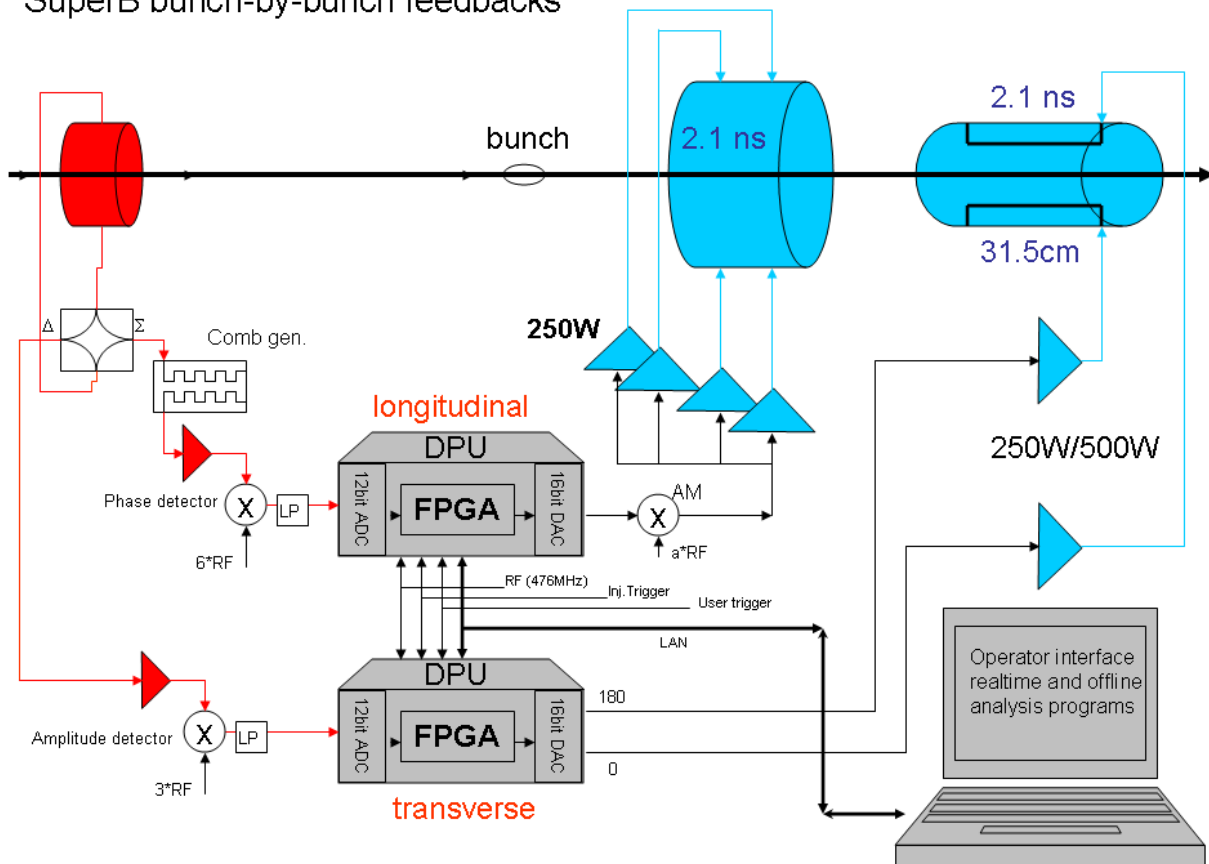 SuperB bunch-by-bunch feedbacks
2.1 ns
bunch
2.1 ns
31.5cm
Δ
Σ
Comb gen.
250W
longitudinal
DPU
250W/500W
12bit ADC
FPGA
16bit DAC
Phase detector
X
LP
X
AM
6*RF
a*RF
RF (476MHz)
Inj.Trigger
User trigger
LAN
DPU
Operator interface
realtime and offline
analysis programs
180
12bit ADC
FPGA
16bit DAC
Amplitude detector
X
LP
0
3*RF
transverse